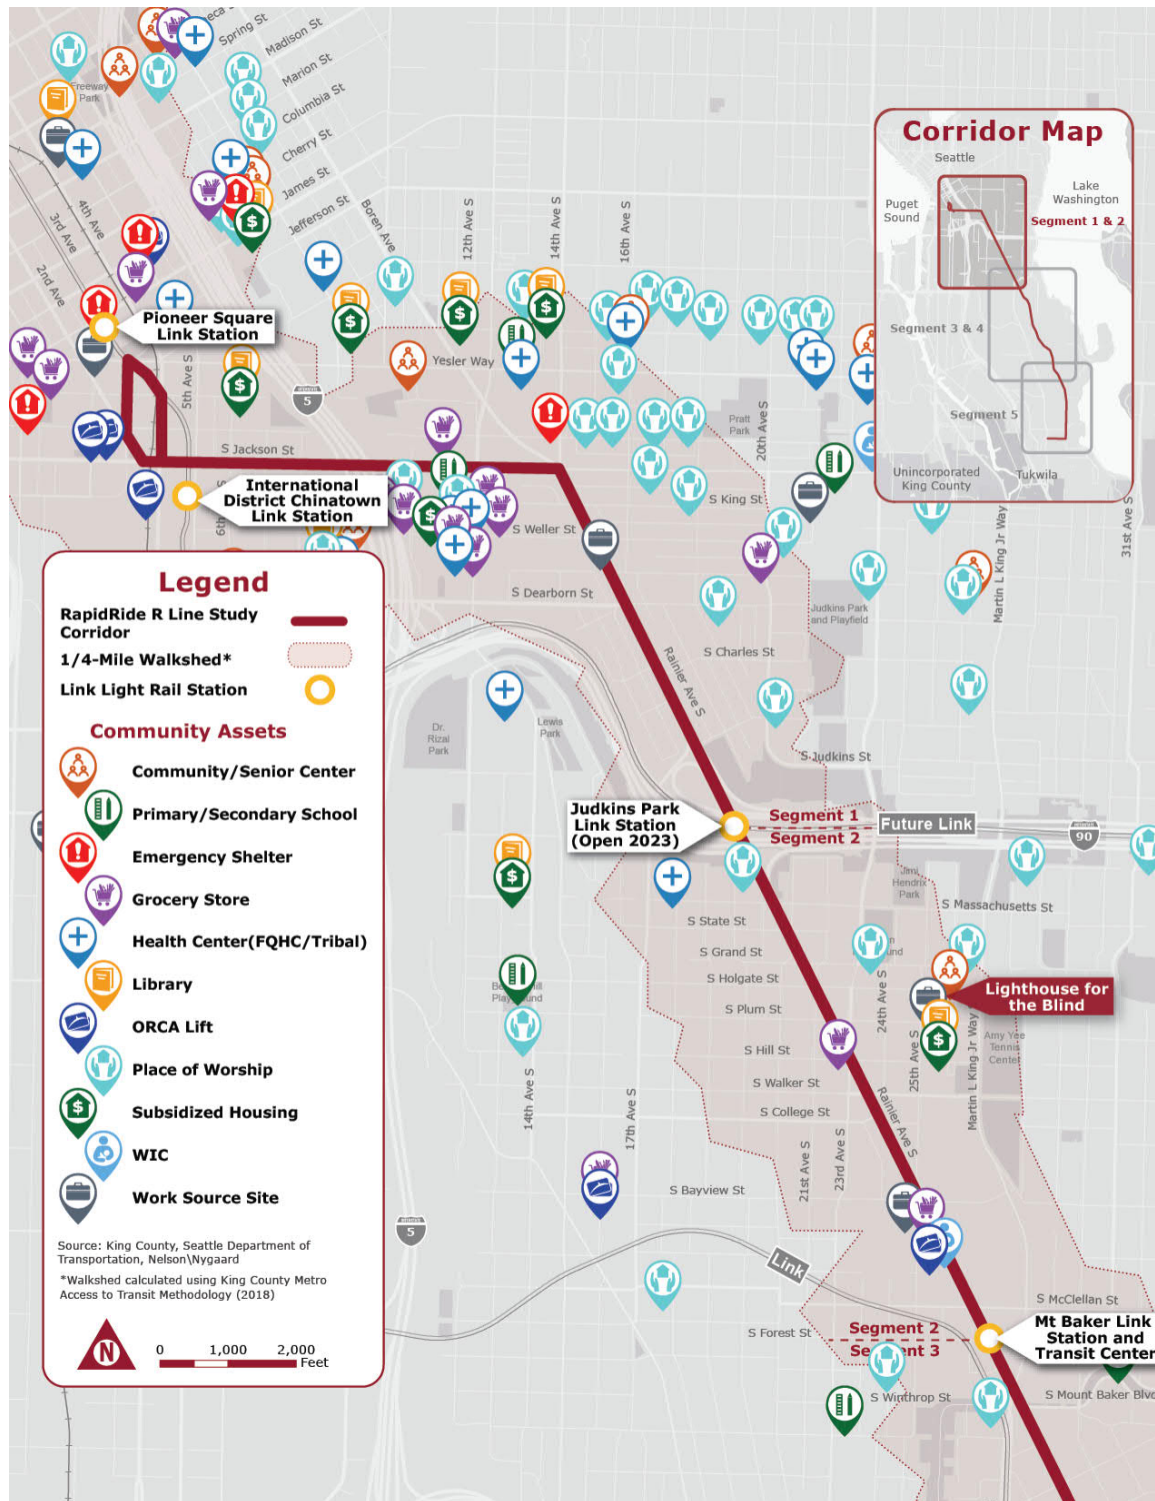 Spring St
Madison St
Marion St
Columbia St
Cherry St
James St
Jefferson St
Freeway
Park
3rd Ave
4th Ave
2nd Ave
Boren Ave
12th Ave S
14th Ave S
16th Ave S
Corridor Map
Seattle
Lake
Washington
Puget
Sound
Segment 1 & 2
Segment 3 & 4
Segment 5
Unincorporated
King County
Tukwila
Pioneer Square
Link Station
5th Ave S
5
Yesler Way
Pratt
Park
20th Ave S
S Jackson St
International
District Chinatown
Link Station
S King St
S Weller St
S Dearborn St
Martin L King Jr Way
31st Ave S
Judkins Park
and Playfield
S Charles St
Rainier Ave S
Dr.
Rizal
Park
Lewis
Park
S Judkins St
Legend
RapidRide R Line Study
Corridor
1/4-Mile Walkshed*
Link Light Rail Station
Community Assets
Community/Senior Center
Primary/Secondary School
Emergency Shelter
Grocery Store
Health Center(FQHC/Tribal)
Library
ORCA Lift
Place of Worship
Subsidized Housing
WIC
Work Source Site
Source: King County, Seattle Department of
Transportation, Nelson\Nygaard
*Walkshed calculated using King County Metro
Access to Transit Methodology (2018)
N
0 1,000 2,000
Feet
Judkins Park
Link Station
(Open 2023)
Segment 1
Segment 2
Future Link
90
Jimi
Hendrix
Park
S Massachusetts St
S State St
S Grand St
S Holgate St
S Plum St
S Hill St
S Walker St
S College St
24th Ave S
25th Ave S
Lighthouse for
the Blind
Amy Yee
Tennis
Center
Martin L King Jr Way
Rainier Ave S
14th Ave S
17th Ave S
21st Ave S
23rd Ave S
S Bayview St
5
Link
S McClellan St
S Forest St
Segment 2
Segment 3
Mt Baker Link
Station and
Transit Center
S Winthrop St
S Mount Baker Blvd